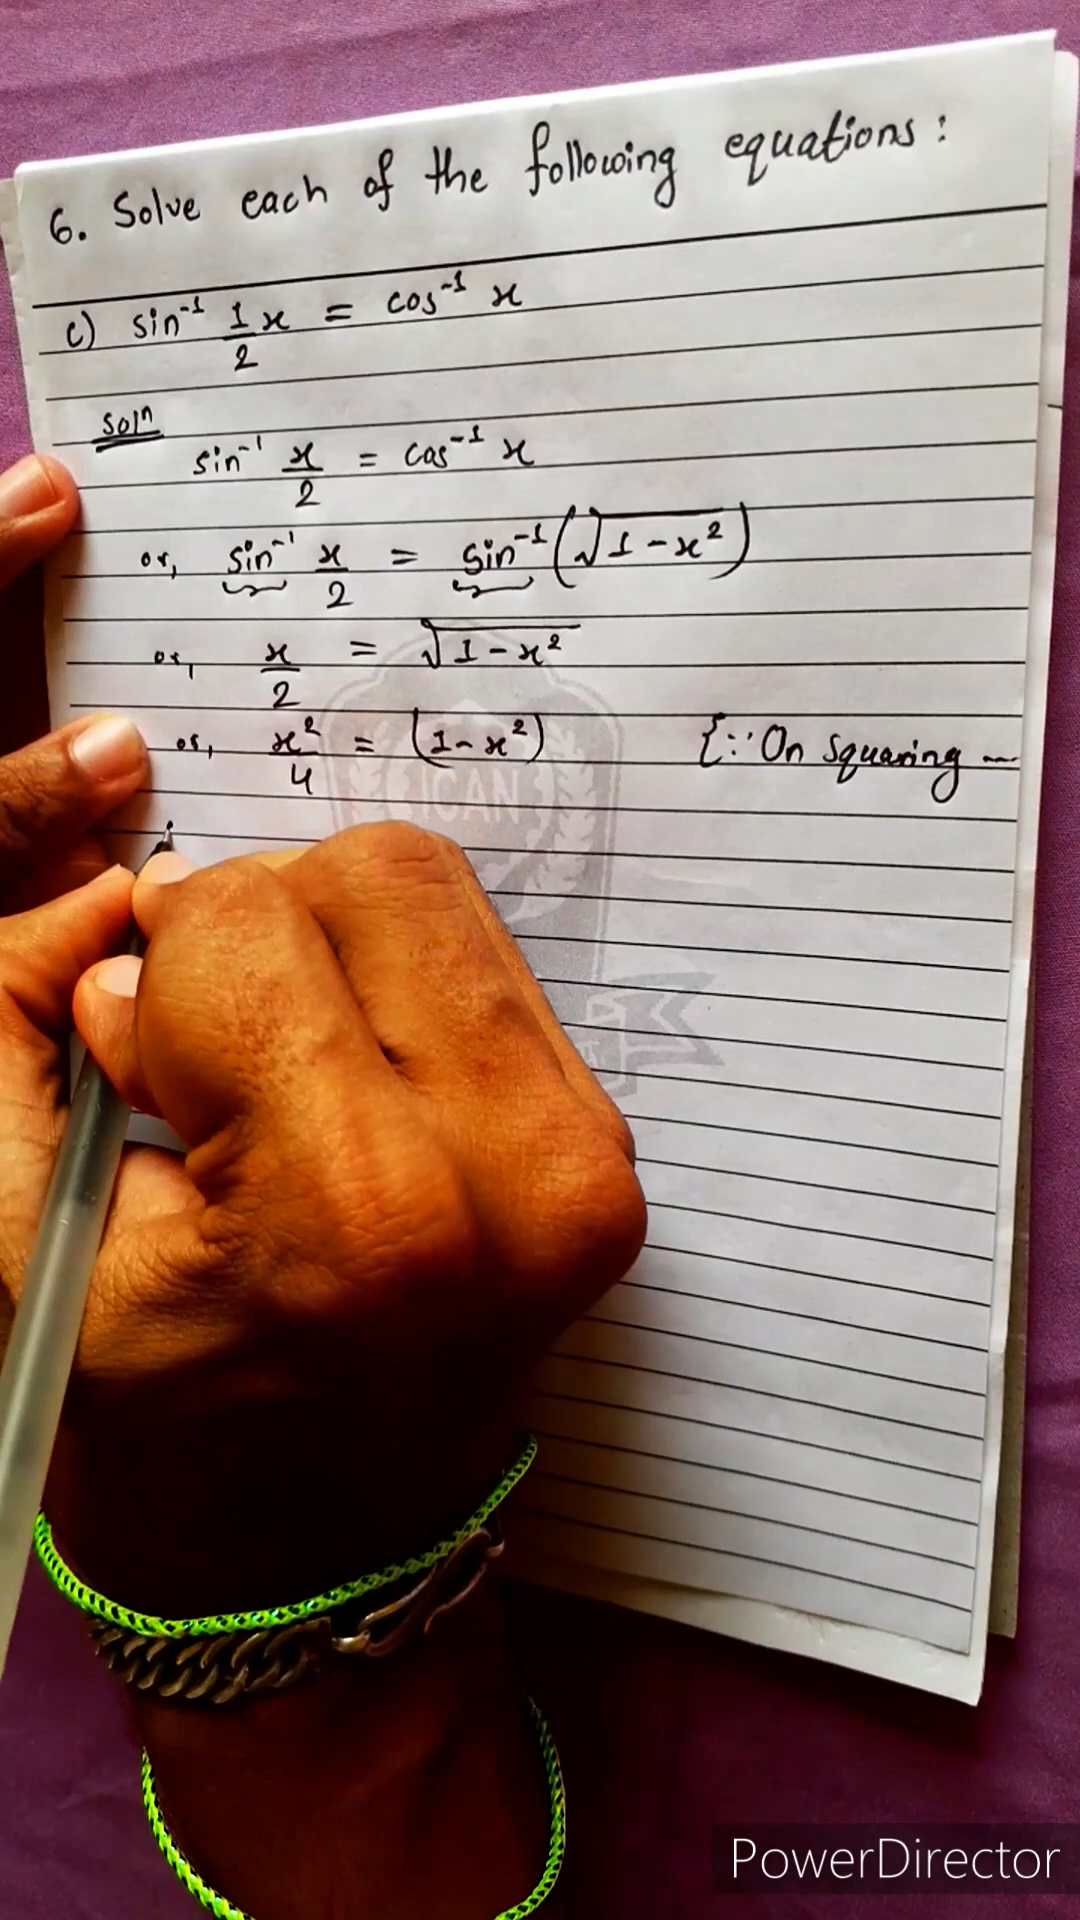 6. Solve each of the following equations:
c) sin⁻¹ 1/2 x = cos⁻¹ x
Solⁿ
sin⁻¹ x/2 = cos⁻¹ x
or, sin⁻¹ x/2 = sin⁻¹(√1-x²)
or, x/2 = √1-x²
or, x²/4 = (1-x²) {∵ On Squaring
ICAN
PowerDirector